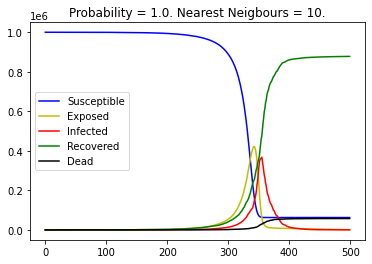 Probability = 1.0. Nearest Neigbours = 10.
1e6
1.0
0.8
0.6
0.4
0.2
0.0
Susceptible
Exposed
Infected
Recovered
Dead
0 100 200 300 400 500